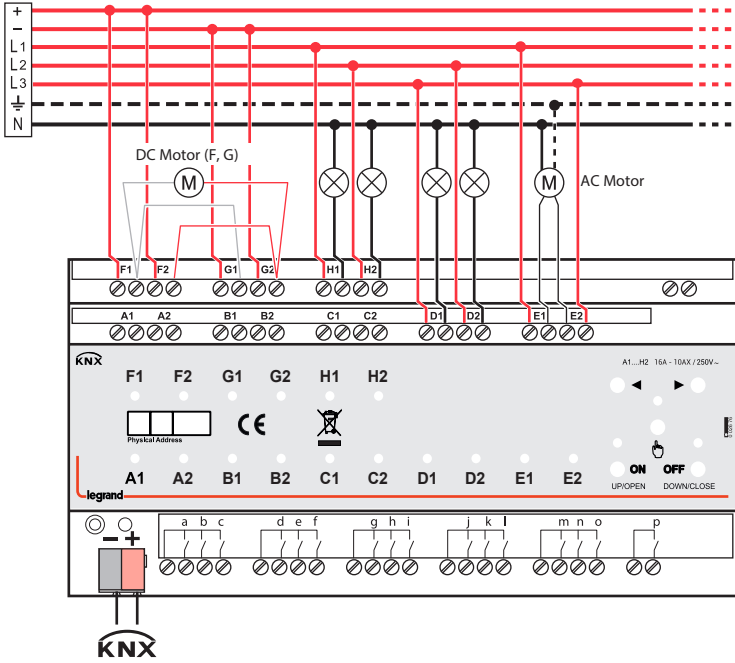 +
−
L1
L2
L3
N
DC Motor (F, G)
M
M
AC Motor
F1 F2 G1 G2 H1 H2
A1 A2 B1 B2 C1 C2 D1 D2 E1 E2
KNX
A1....H2 16A - 10AX / 250V~
F1 F2 G1 G2 H1 H2
CE
Physical Address
A1 A2 B1 B2 C1 C2 D1 D2 E1 E2
ON OFF
UP/OPEN DOWN/CLOSE
legrand
a b c d e f g h i j k l m n o p
− +
KNX